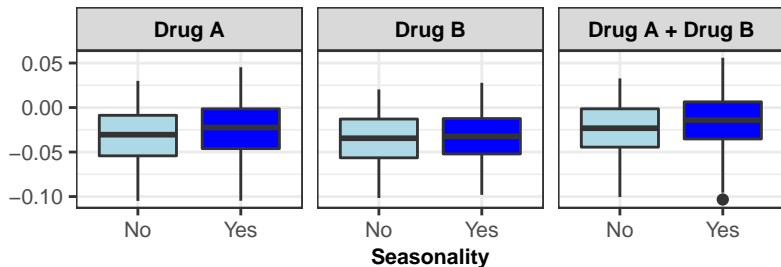 Drug A Drug B Drug A + Drug B
0.05
0.00
−0.05
−0.10
No Yes No Yes No Yes
Seasonality